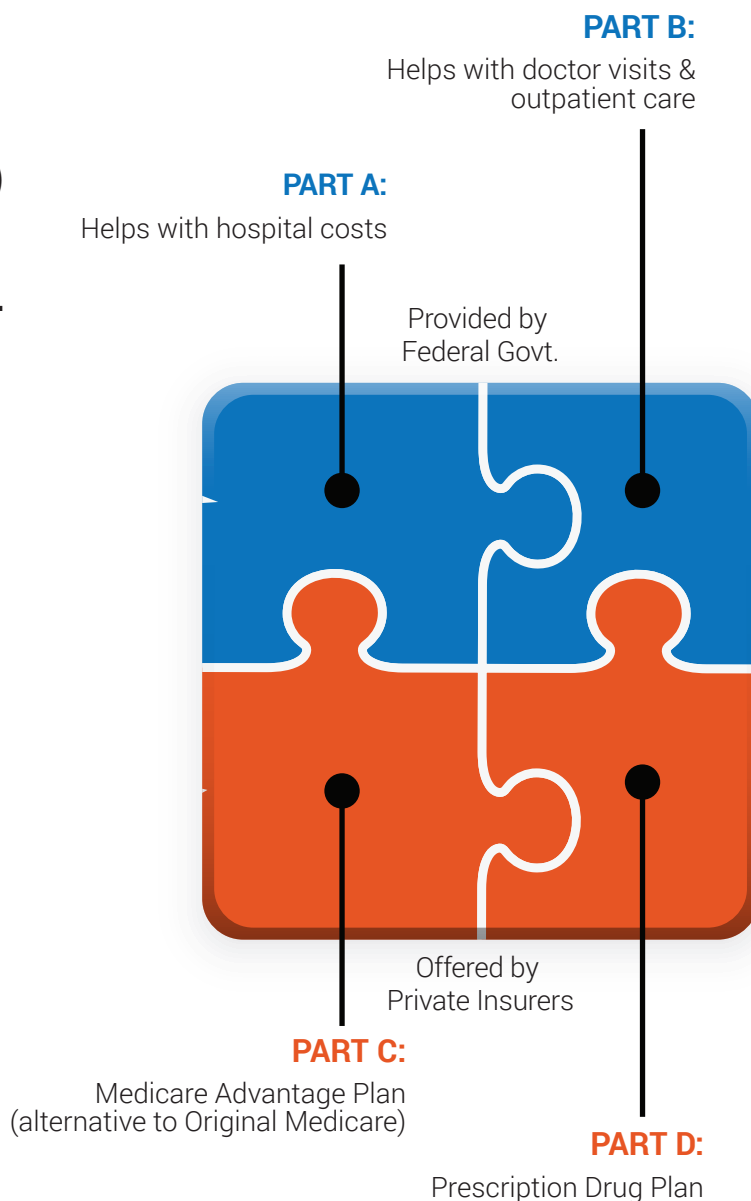 PART B:
Helps with doctor visits &
outpatient care
PART A:
Helps with hospital costs
Provided by
Federal Govt.
Offered by
Private Insurers
PART C:
Medicare Advantage Plan
(alternative to Original Medicare)
PART D:
Prescription Drug Plan